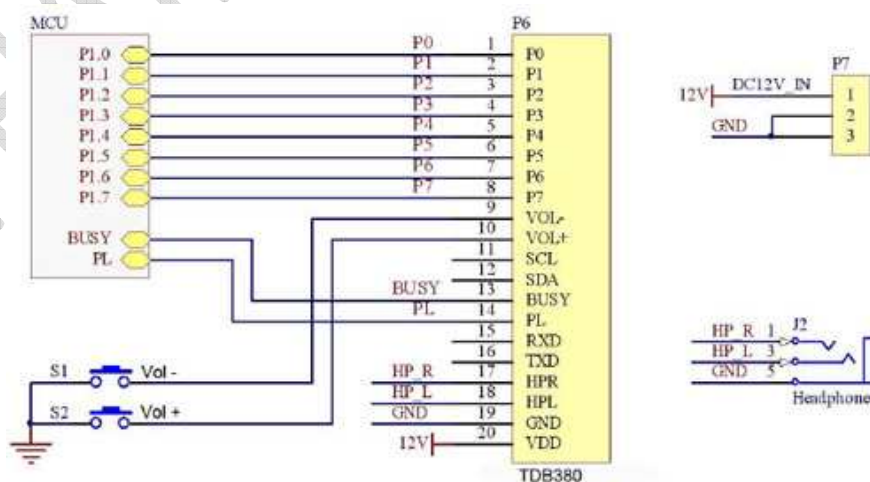 MCU
P1.0
P1.1
P1.2
P1.3
P1.4
P1.5
P1.6
P1.7
BUSY
PL
P0
P1
P2
P3
P4
P5
P6
P7
BUSY
PL
HP_R
HP_L
GND
12V
S1 Vol -
S2 Vol +
P6
1 P0
2 P1
3 P2
4 P3
5 P4
6 P5
7 P6
8 P7
9 VOL-
10 VOL+
11 SCL
12 SDA
13 BUSY
14 PL
15 RXD
16 TXD
17 HPR
18 HPL
19 GND
20 VDD
TDB380
P7
12V DC12V_IN 1
2
GND 3
J2
HP_R 1
HP_L 3
GND 5
Headphone